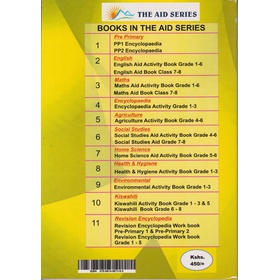 THE AID SERIES
BOOKS IN THE AID SERIES
1
Pre Primary
PP1 Encyclopaedia
PP2 Encyclopaedia
2
English
English Aid Activity Book Grade 1-6
English Aid Book Class 7-8
3
Maths
Maths Aid Activity Book Grade 1-6
Maths Aid Book Class 7-8
4
Encyclopaedia
Encyclopaedia Activity Grade 1-3
5
Agriculture
Agriculture Activity Book Grade 4-6
6
Social Studies
Social Studies Aid Activity Book Grade 4-6
Social Studies Aid Grade 7-8
7
Home Science
Home Science Aid Activity Book Grade 5-6
8
Health & Hygiene
Health & Hygiene Activity Book Grade 1-3
9
Environmental
Environmental Activity Book Grade 1-3
10
Kiswahili
Kiswahili Activity Book Grade 1 - 3 & 5
Kiswahili Book Grade 6 - 8
11
Revision Encyclopedia
Revision Encyclopedia Work book
Pre-Primary 1 & Pre-Primary 2
Revision Encyclopedia Work book
Grade 1 - 8
Kshs.
450/=